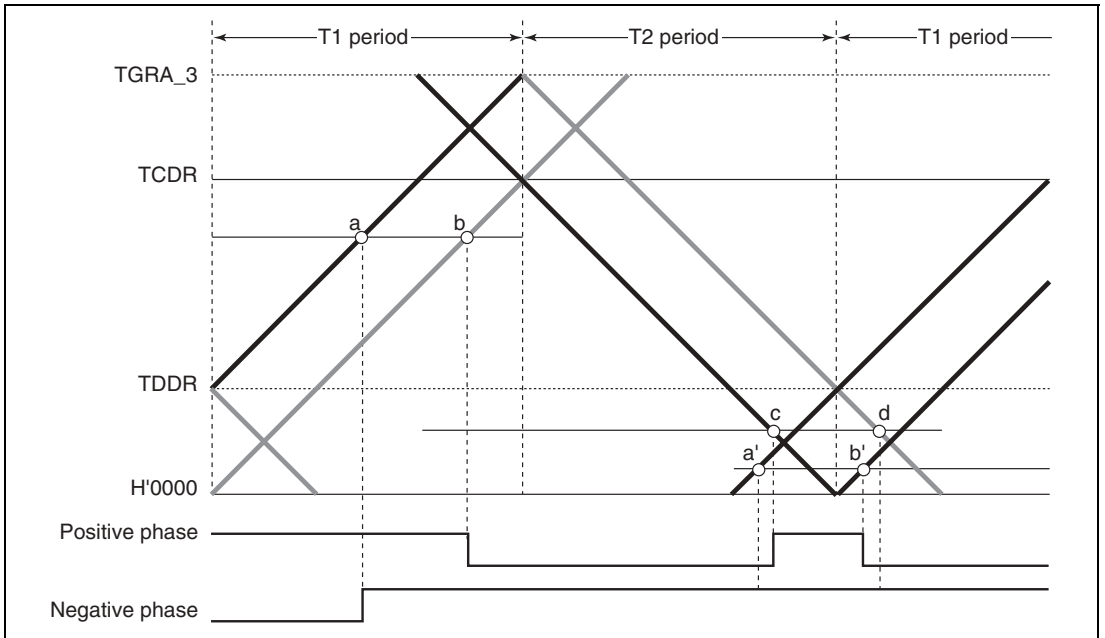 T1 period T2 period T1 period
TGRA_3
TCDR
a b
TDDR
c d
a' b'
H'0000
Positive phase
Negative phase